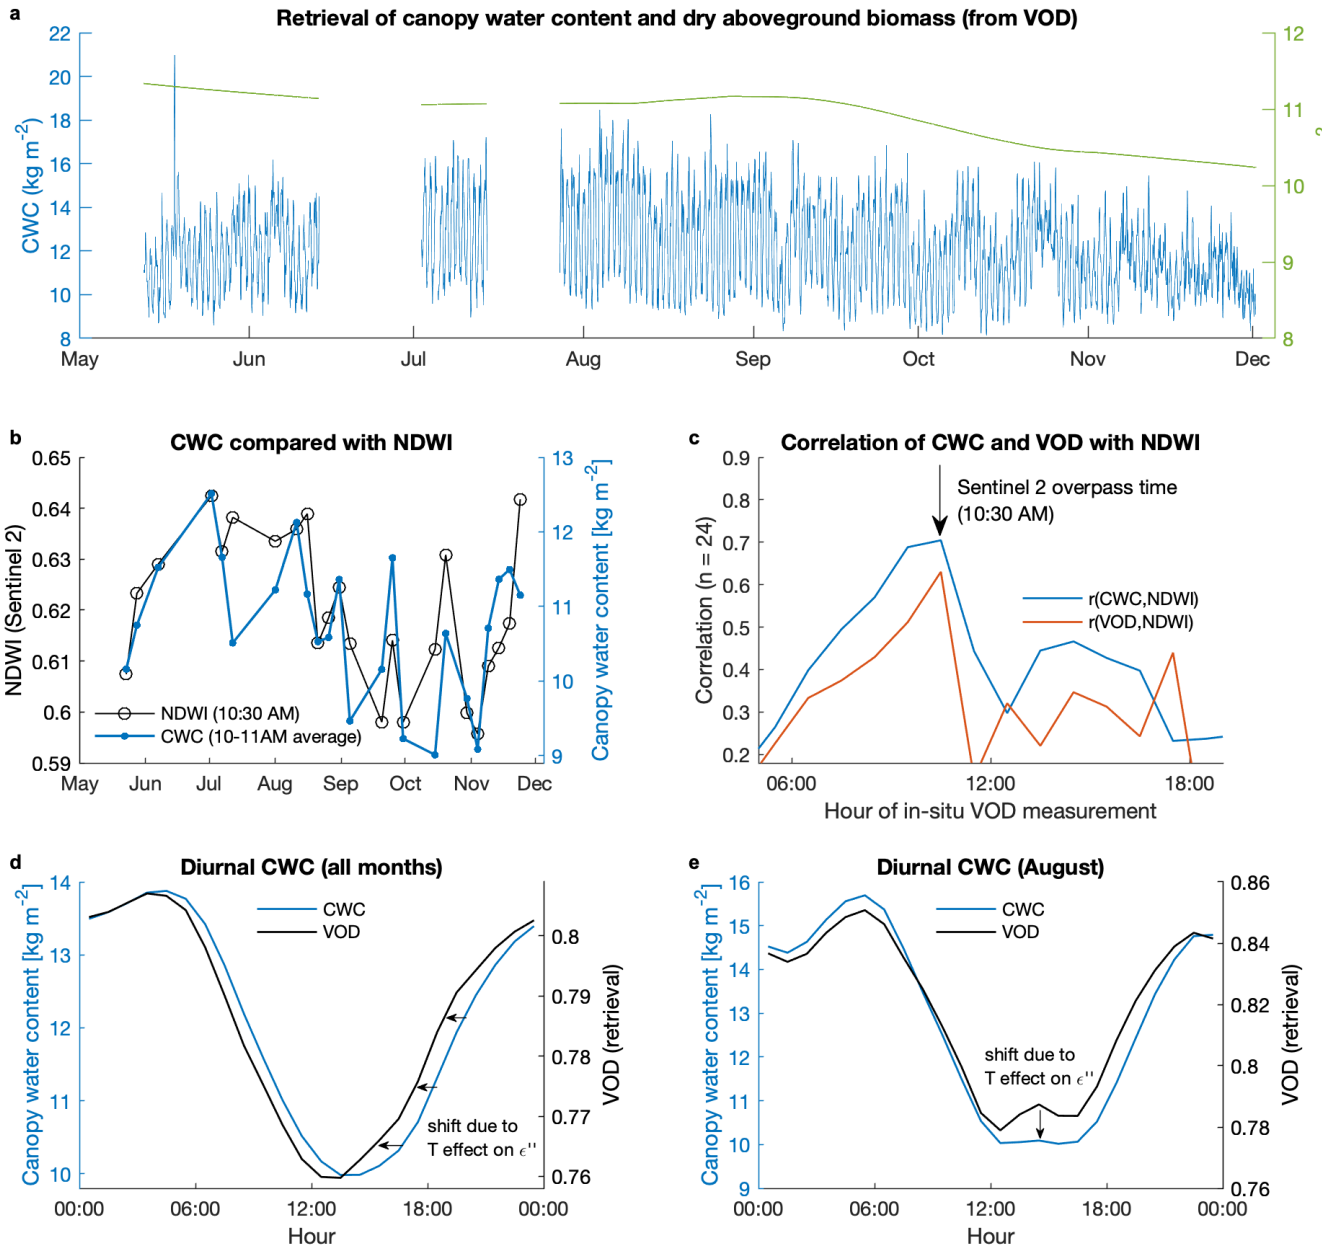 a
Retrieval of canopy water content and dry aboveground biomass (from VOD)
22
20
18
16
14
12
10
8
CWC (kg m-2)
12
11
10
9
8
May Jun Jul Aug Sep Oct Nov Dec
b
CWC compared with NDWI
0.65
0.64
0.63
0.62
0.61
0.6
0.59
NDWI (Sentinel 2)
13
12
11
10
9
Canopy water content [kg m-2]
NDWI (10:30 AM)
CWC (10-11AM average)
May Jun Jul Aug Sep Oct Nov Dec
c
Correlation of CWC and VOD with NDWI
0.9
0.8
0.7
0.6
0.5
0.4
0.3
0.2
Correlation (n = 24)
Sentinel 2 overpass time
(10:30 AM)
r(CWC,NDWI)
r(VOD,NDWI)
06:00 12:00 18:00
Hour of in-situ VOD measurement
d
Diurnal CWC (all months)
14
13
12
11
10
Canopy water content [kg m-2]
CWC
VOD
0.8
0.79
0.78
0.77
0.76
VOD (retrieval)
shift due to
T effect on ϵ''
00:00 06:00 12:00 18:00 00:00
Hour
e
Diurnal CWC (August)
16
15
14
13
12
11
10
9
Canopy water content [kg m-2]
CWC
VOD
0.86
0.84
0.82
0.8
0.78
0.76
VOD (retrieval)
shift due to
T effect on ϵ''
00:00 06:00 12:00 18:00 00:00
Hour